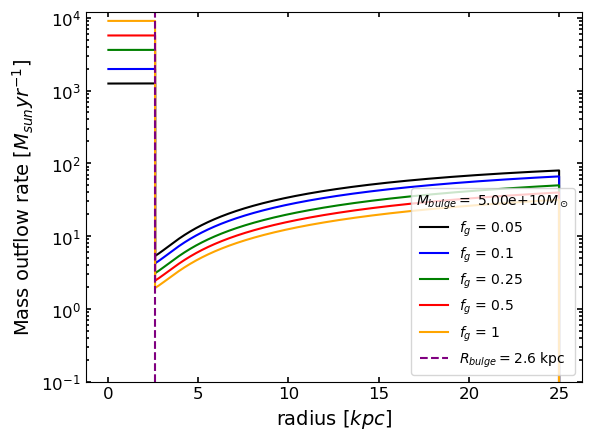 Mass outflow rate [M_sun yr^-1]
10^4
10^3
10^2
10^1
10^0
10^-1
M_bulge = 5.00e+10M_⊙
f_g = 0.05
f_g = 0.1
f_g = 0.25
f_g = 0.5
f_g = 1
R_bulge = 2.6 kpc
0 5 10 15 20 25
radius [kpc]